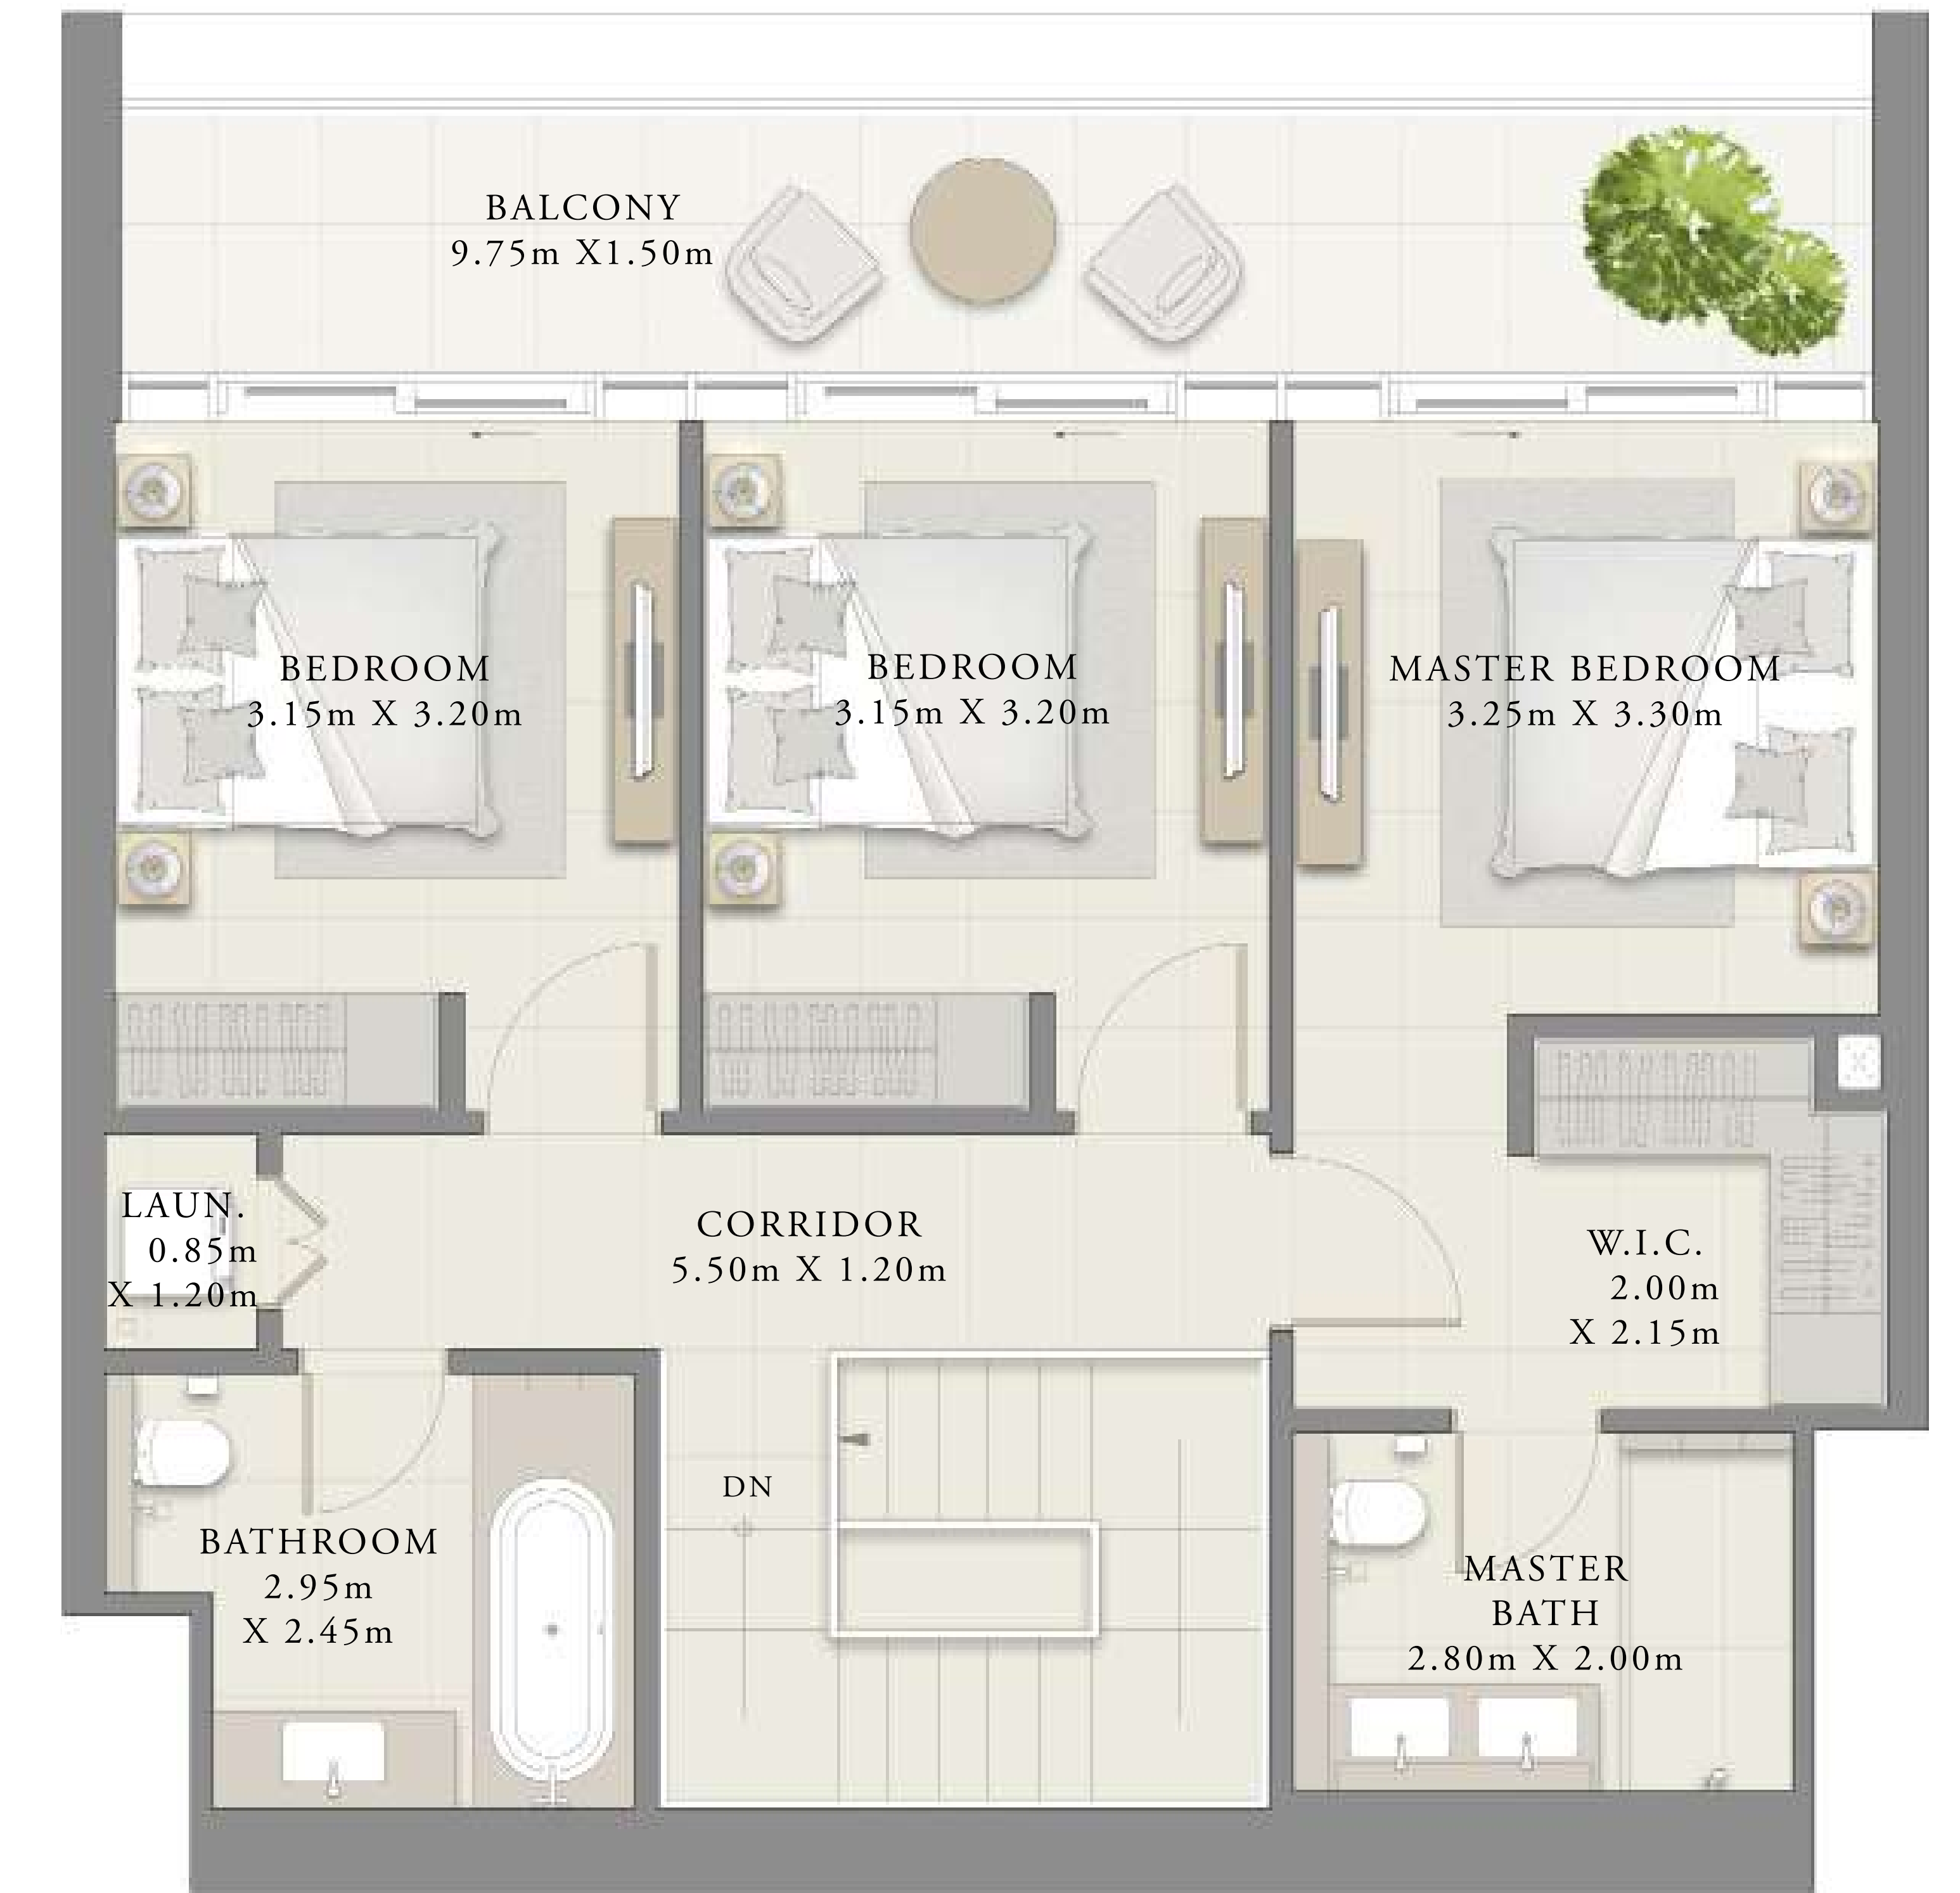 BALCONY
9.75m X1.50m
BEDROOM
3.15m X 3.20m
BEDROOM
3.15m X 3.20m
MASTER BEDROOM
3.25m X 3.30m
LAUN.
0.85m
X 1.20m
CORRIDOR
5.50m X 1.20m
W.I.C.
2.00m
X 2.15m
DN
BATHROOM
2.95m
X 2.45m
MASTER
BATH
2.80m X 2.00m